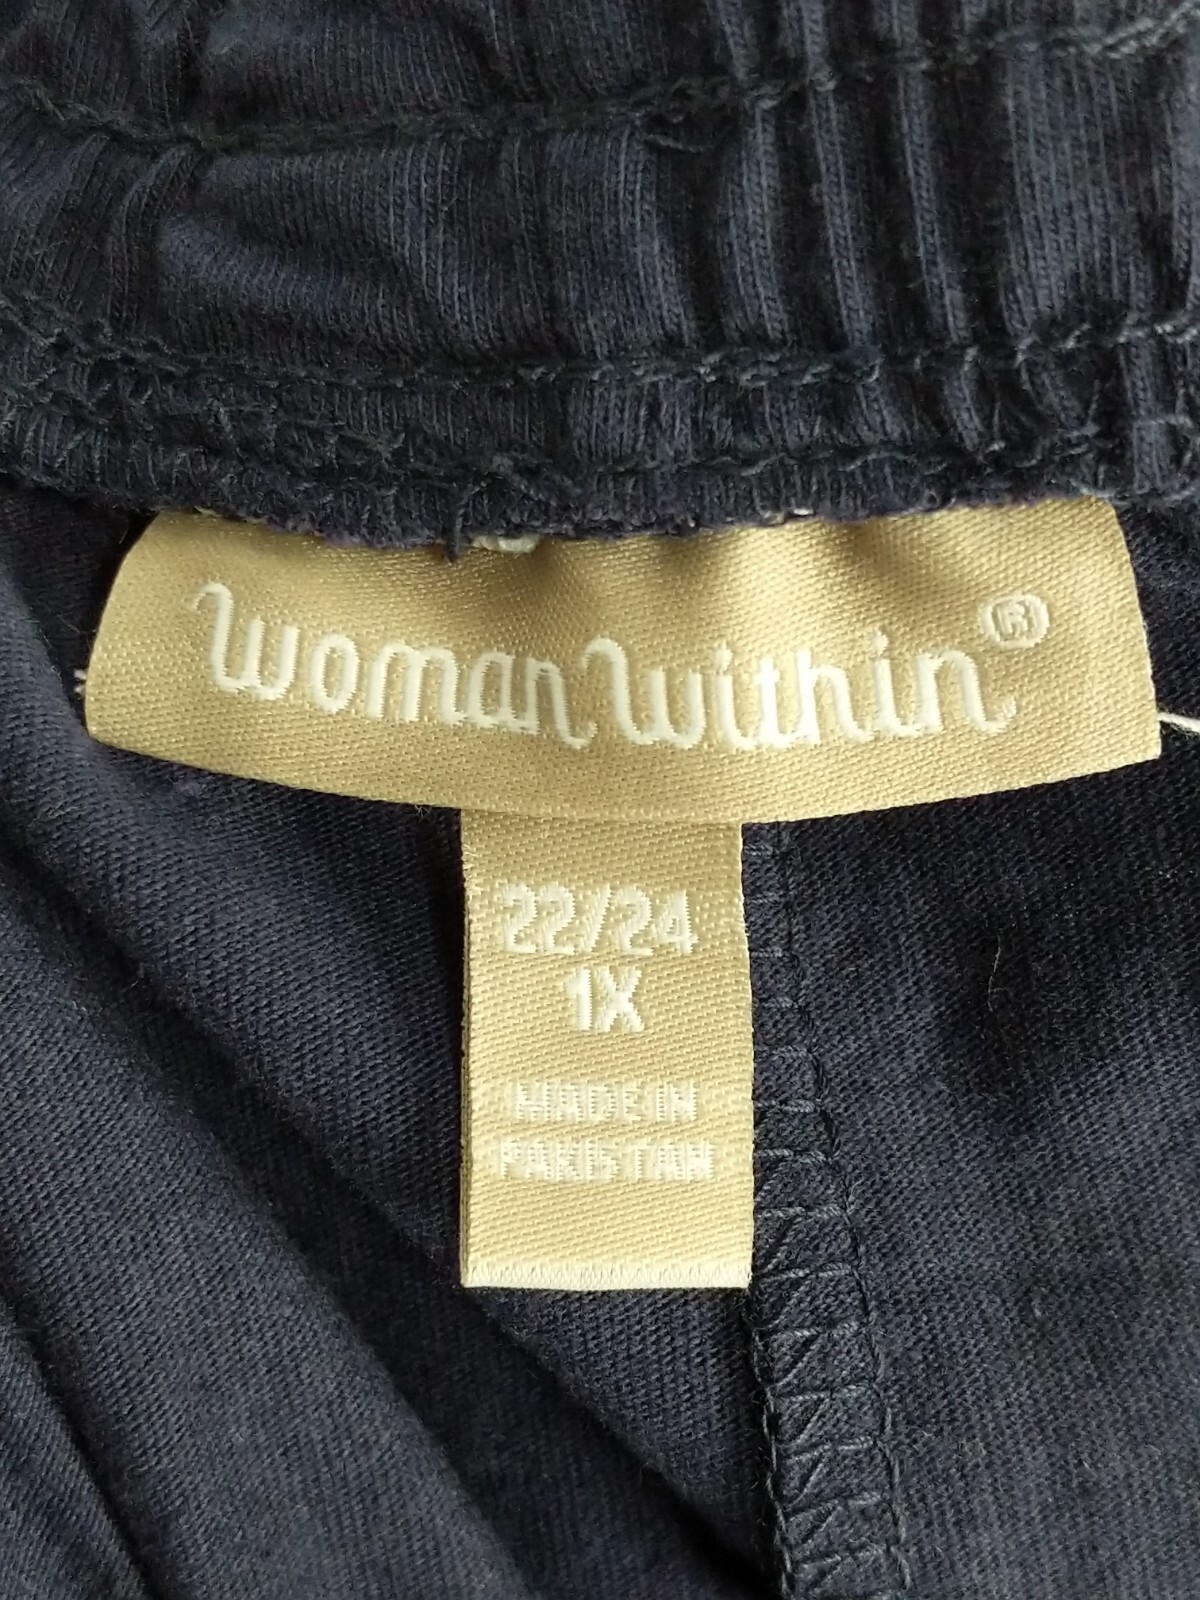 Woman Within®
22/24
1X
MADE IN
PAKISTAN